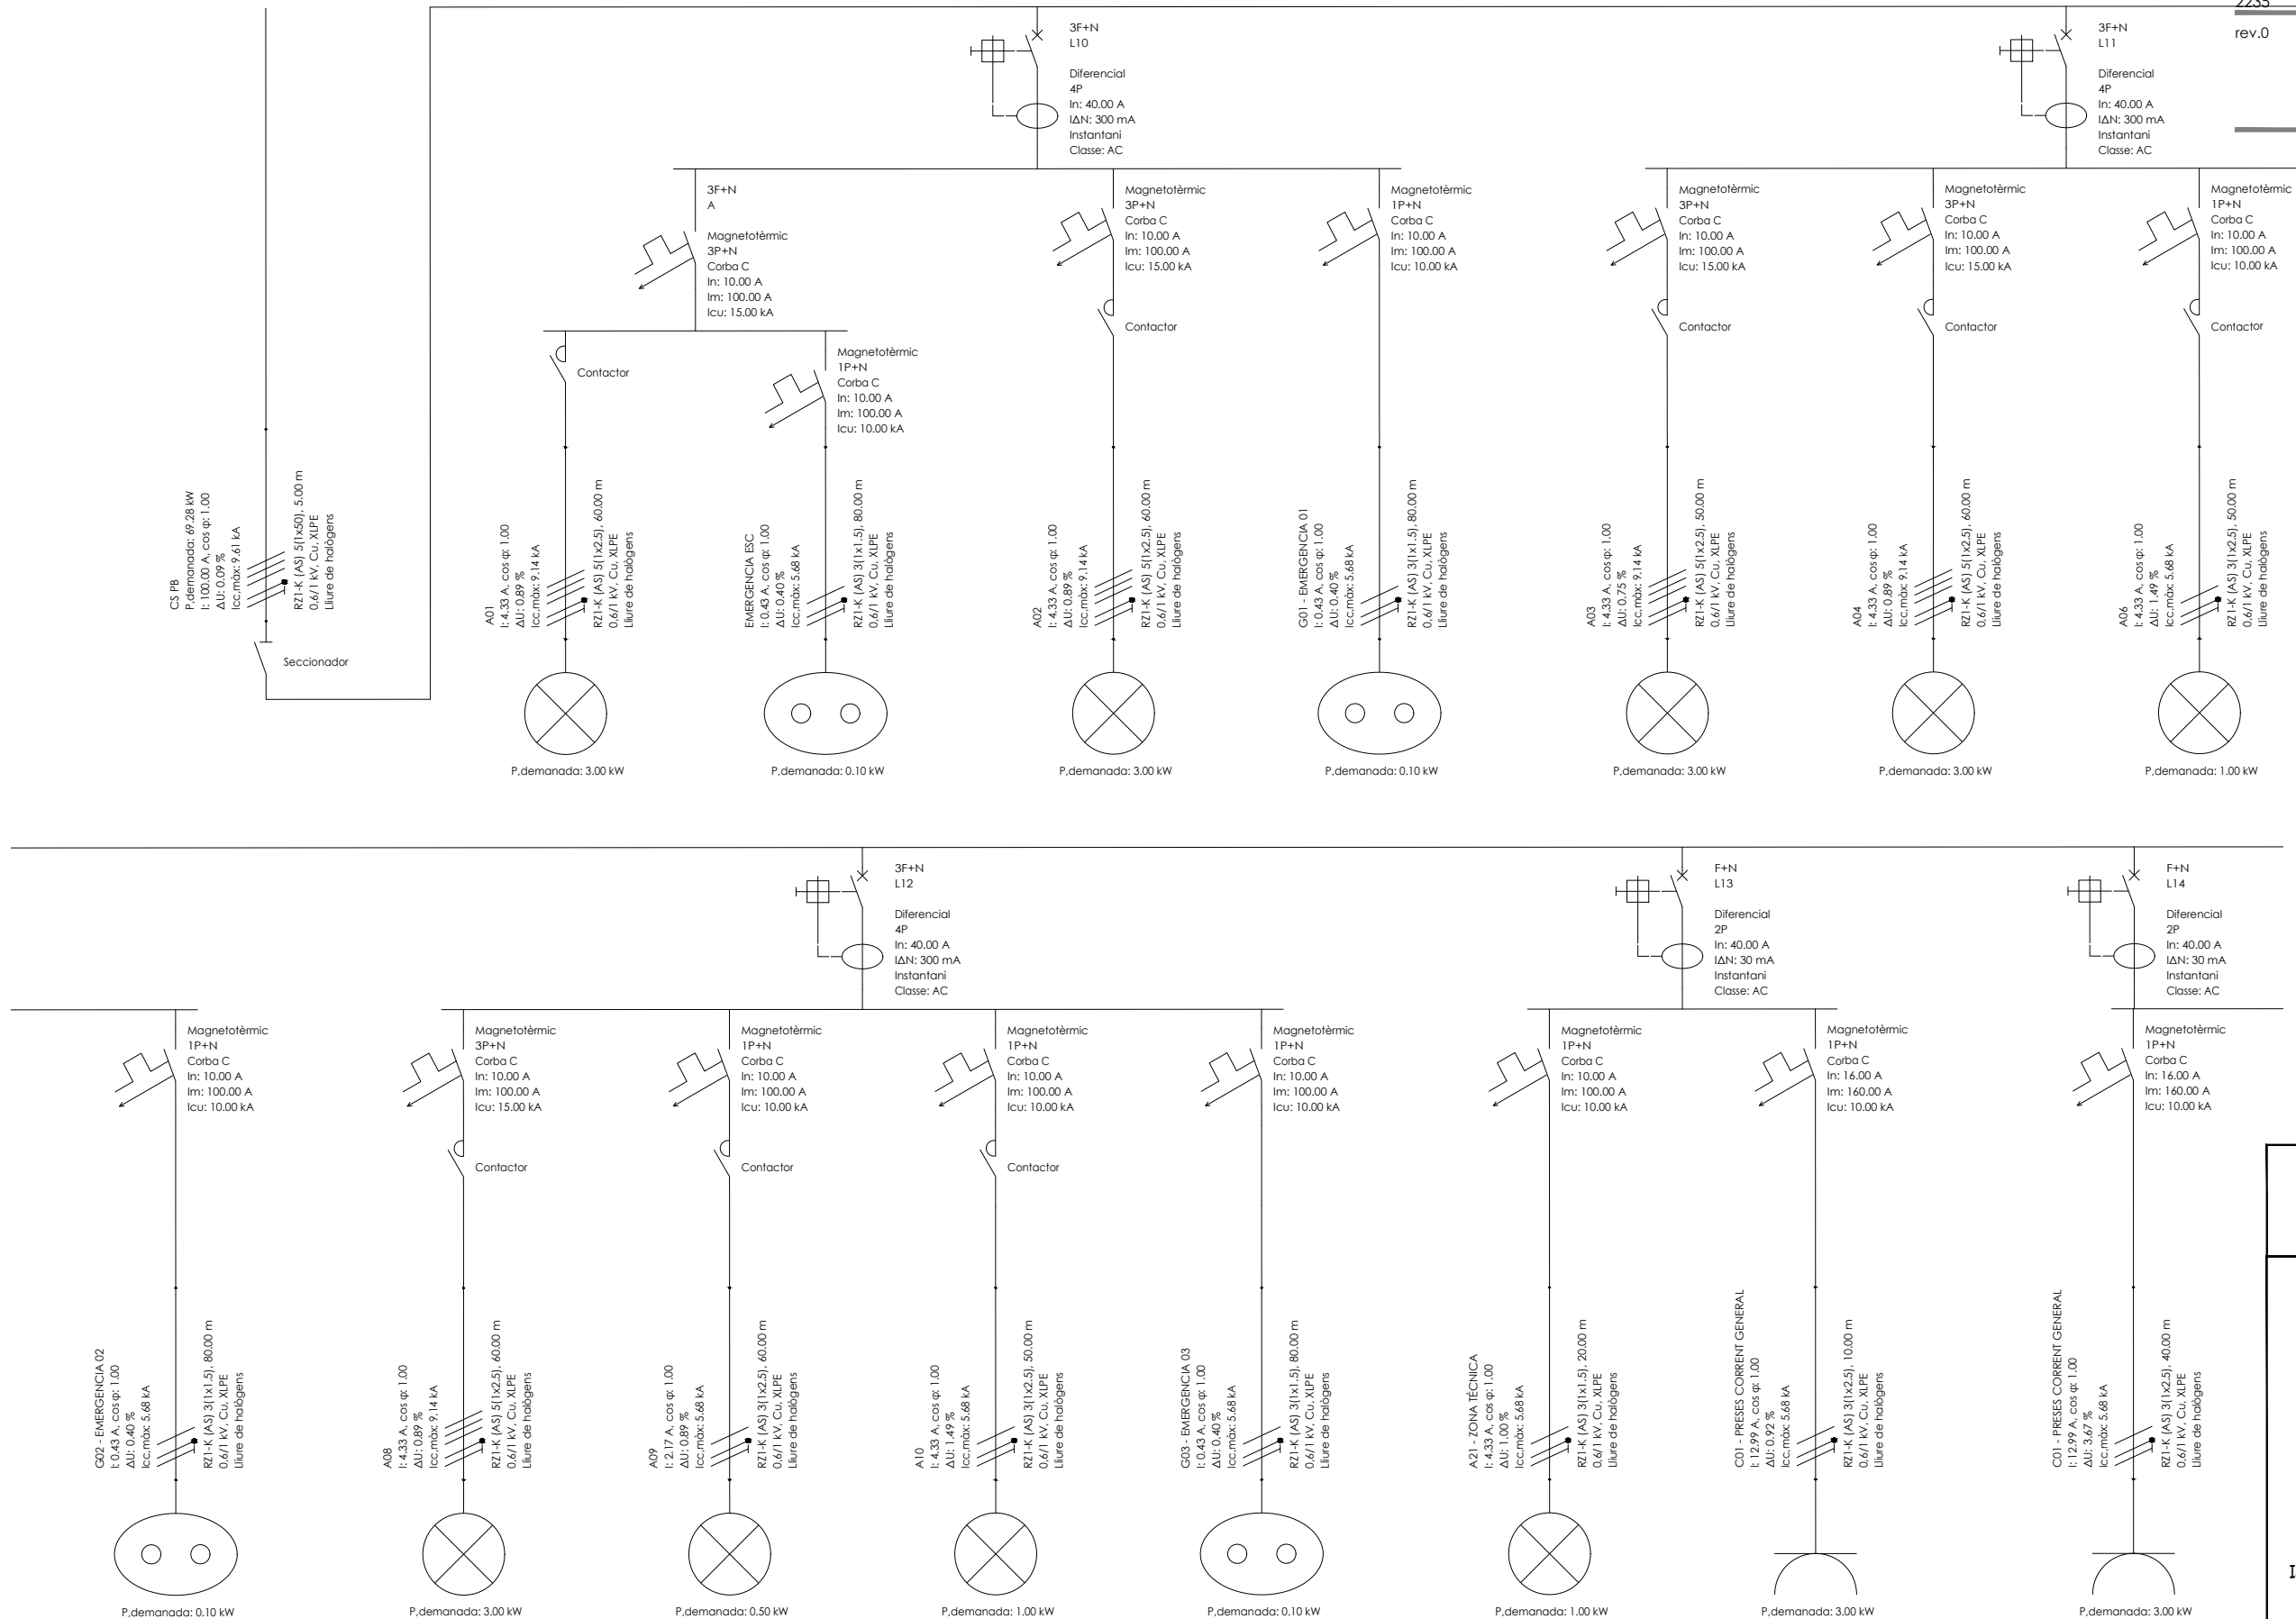 2235
rev.0
3F+N
L10
Diferencial
4P
In: 40.00 A
IΔN: 300 mA
Instantani
Classe: AC
3F+N
L11
Diferencial
4P
In: 40.00 A
IΔN: 300 mA
Instantani
Classe: AC
3F+N
A
Magnetotèrmic
3P+N
Corba C
In: 10.00 A
Im: 100.00 A
Icu: 15.00 kA
Magnetotèrmic
3P+N
Corba C
In: 10.00 A
Im: 100.00 A
Icu: 15.00 kA
Magnetotèrmic
1P+N
Corba C
In: 10.00 A
Im: 100.00 A
Icu: 10.00 kA
Magnetotèrmic
3P+N
Corba C
In: 10.00 A
Im: 100.00 A
Icu: 15.00 kA
Magnetotèrmic
3P+N
Corba C
In: 10.00 A
Im: 100.00 A
Icu: 15.00 kA
Magnetotèrmic
1P+N
Corba C
In: 10.00 A
Im: 100.00 A
Icu: 10.00 kA
Contactor
Magnetotèrmic
1P+N
Corba C
In: 10.00 A
Im: 100.00 A
Icu: 10.00 kA
Contactor
Contactor
Contactor
Contactor
CS PB
P,demanada: 69.28 kW
I: 100.00 A, cos φ: 1.00
ΔU: 0.09 %
Icc,màx: 9.61 kA
RZ1-K (AS) 5(1x50), 5.00 m
0,6/1 kV, Cu, XLPE
Lliure de halògens
Seccionador
A01
I: 4.33 A, cos φ: 1.00
ΔU: 0.89 %
Icc,màx: 9.14 kA
RZ1-K (AS) 5(1x2.5), 60.00 m
0,6/1 kV, Cu, XLPE
Lliure de halògens
EMERGENCIA ESC
I: 0.43 A, cos φ: 1.00
ΔU: 0.40 %
Icc,màx: 5.68 kA
RZ1-K (AS) 3(1x1.5), 80.00 m
0,6/1 kV, Cu, XLPE
Lliure de halògens
A02
I: 4.33 A, cos φ: 1.00
ΔU: 0.89 %
Icc,màx: 9.14 kA
RZ1-K (AS) 5(1x2.5), 60.00 m
0,6/1 kV, Cu, XLPE
Lliure de halògens
G01 - EMERGENCIA 01
I: 0.43 A, cos φ: 1.00
ΔU: 0.40 %
Icc,màx: 5.68 kA
RZ1-K (AS) 3(1x1.5), 80.00 m
0,6/1 kV, Cu, XLPE
Lliure de halògens
A03
I: 4.33 A, cos φ: 1.00
ΔU: 0.75 %
Icc,màx: 9.14 kA
RZ1-K (AS) 5(1x2.5), 50.00 m
0,6/1 kV, Cu, XLPE
Lliure de halògens
A04
I: 4.33 A, cos φ: 1.00
ΔU: 0.89 %
Icc,màx: 9.14 kA
RZ1-K (AS) 5(1x2.5), 60.00 m
0,6/1 kV, Cu, XLPE
Lliure de halògens
A06
I: 4.33 A, cos φ: 1.00
ΔU: 1.49 %
Icc,màx: 5.68 kA
RZ1-K (AS) 3(1x2.5), 50.00 m
0,6/1 kV, Cu, XLPE
Lliure de halògens
P,demanada: 3.00 kW
P,demanada: 0.10 kW
P,demanada: 3.00 kW
P,demanada: 0.10 kW
P,demanada: 3.00 kW
P,demanada: 3.00 kW
P,demanada: 1.00 kW
3F+N
L12
Diferencial
4P
In: 40.00 A
IΔN: 300 mA
Instantani
Classe: AC
F+N
L13
Diferencial
2P
In: 40.00 A
IΔN: 30 mA
Instantani
Classe: AC
F+N
L14
Diferencial
2P
In: 40.00 A
IΔN: 30 mA
Instantani
Classe: AC
Magnetotèrmic
1P+N
Corba C
In: 10.00 A
Im: 100.00 A
Icu: 10.00 kA
Magnetotèrmic
3P+N
Corba C
In: 10.00 A
Im: 100.00 A
Icu: 15.00 kA
Magnetotèrmic
1P+N
Corba C
In: 10.00 A
Im: 100.00 A
Icu: 10.00 kA
Magnetotèrmic
1P+N
Corba C
In: 10.00 A
Im: 100.00 A
Icu: 10.00 kA
Magnetotèrmic
1P+N
Corba C
In: 10.00 A
Im: 100.00 A
Icu: 10.00 kA
Magnetotèrmic
1P+N
Corba C
In: 10.00 A
Im: 100.00 A
Icu: 10.00 kA
Magnetotèrmic
1P+N
Corba C
In: 16.00 A
Im: 160.00 A
Icu: 10.00 kA
Magnetotèrmic
1P+N
Corba C
In: 16.00 A
Im: 160.00 A
Icu: 10.00 kA
Contactor
Contactor
Contactor
G02 - EMERGENCIA 02
I: 0.43 A, cos φ: 1.00
ΔU: 0.40 %
Icc,màx: 5.68 kA
RZ1-K (AS) 3(1x1.5), 80.00 m
0,6/1 kV, Cu, XLPE
Lliure de halògens
A08
I: 4.33 A, cos φ: 1.00
ΔU: 0.89 %
Icc,màx: 9.14 kA
RZ1-K (AS) 5(1x2.5), 60.00 m
0,6/1 kV, Cu, XLPE
Lliure de halògens
A09
I: 2.17 A, cos φ: 1.00
ΔU: 0.89 %
Icc,màx: 5.68 kA
RZ1-K (AS) 3(1x2.5), 60.00 m
0,6/1 kV, Cu, XLPE
Lliure de halògens
A10
I: 4.33 A, cos φ: 1.00
ΔU: 1.49 %
Icc,màx: 5.68 kA
RZ1-K (AS) 3(1x2.5), 50.00 m
0,6/1 kV, Cu, XLPE
Lliure de halògens
G03 - EMERGENCIA 03
I: 0.43 A, cos φ: 1.00
ΔU: 0.40 %
Icc,màx: 5.68 kA
RZ1-K (AS) 3(1x1.5), 80.00 m
0,6/1 kV, Cu, XLPE
Lliure de halògens
A21 - ZONA TÉCNICA
I: 4.33 A, cos φ: 1.00
ΔU: 1.00 %
Icc,màx: 5.68 kA
RZ1-K (AS) 3(1x1.5), 20.00 m
0,6/1 kV, Cu, XLPE
Lliure de halògens
C01 - PRESES CORRENT GENERAL
I: 12.99 A, cos φ: 1.00
ΔU: 0.92 %
Icc,màx: 5.68 kA
RZ1-K (AS) 3(1x2.5), 10.00 m
0,6/1 kV, Cu, XLPE
Lliure de halògens
C01 - PRESES CORRENT GENERAL
I: 12.99 A, cos φ: 1.00
ΔU: 3.67 %
Icc,màx: 5.68 kA
RZ1-K (AS) 3(1x2.5), 40.00 m
0,6/1 kV, Cu, XLPE
Lliure de halògens
P,demanada: 0.10 kW
P,demanada: 3.00 kW
P,demanada: 0.50 kW
P,demanada: 1.00 kW
P,demanada: 0.10 kW
P,demanada: 1.00 kW
P,demanada: 3.00 kW
P,demanada: 3.00 kW